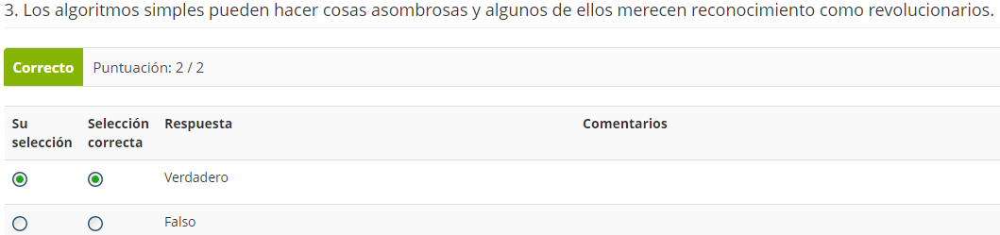 3. Los algoritmos simples pueden hacer cosas asombrosas y algunos de ellos merecen reconocimiento como revolucionarios.
Correcto Puntuación: 2 / 2
Su selección Selección correcta Respuesta Comentarios
Verdadero
Falso